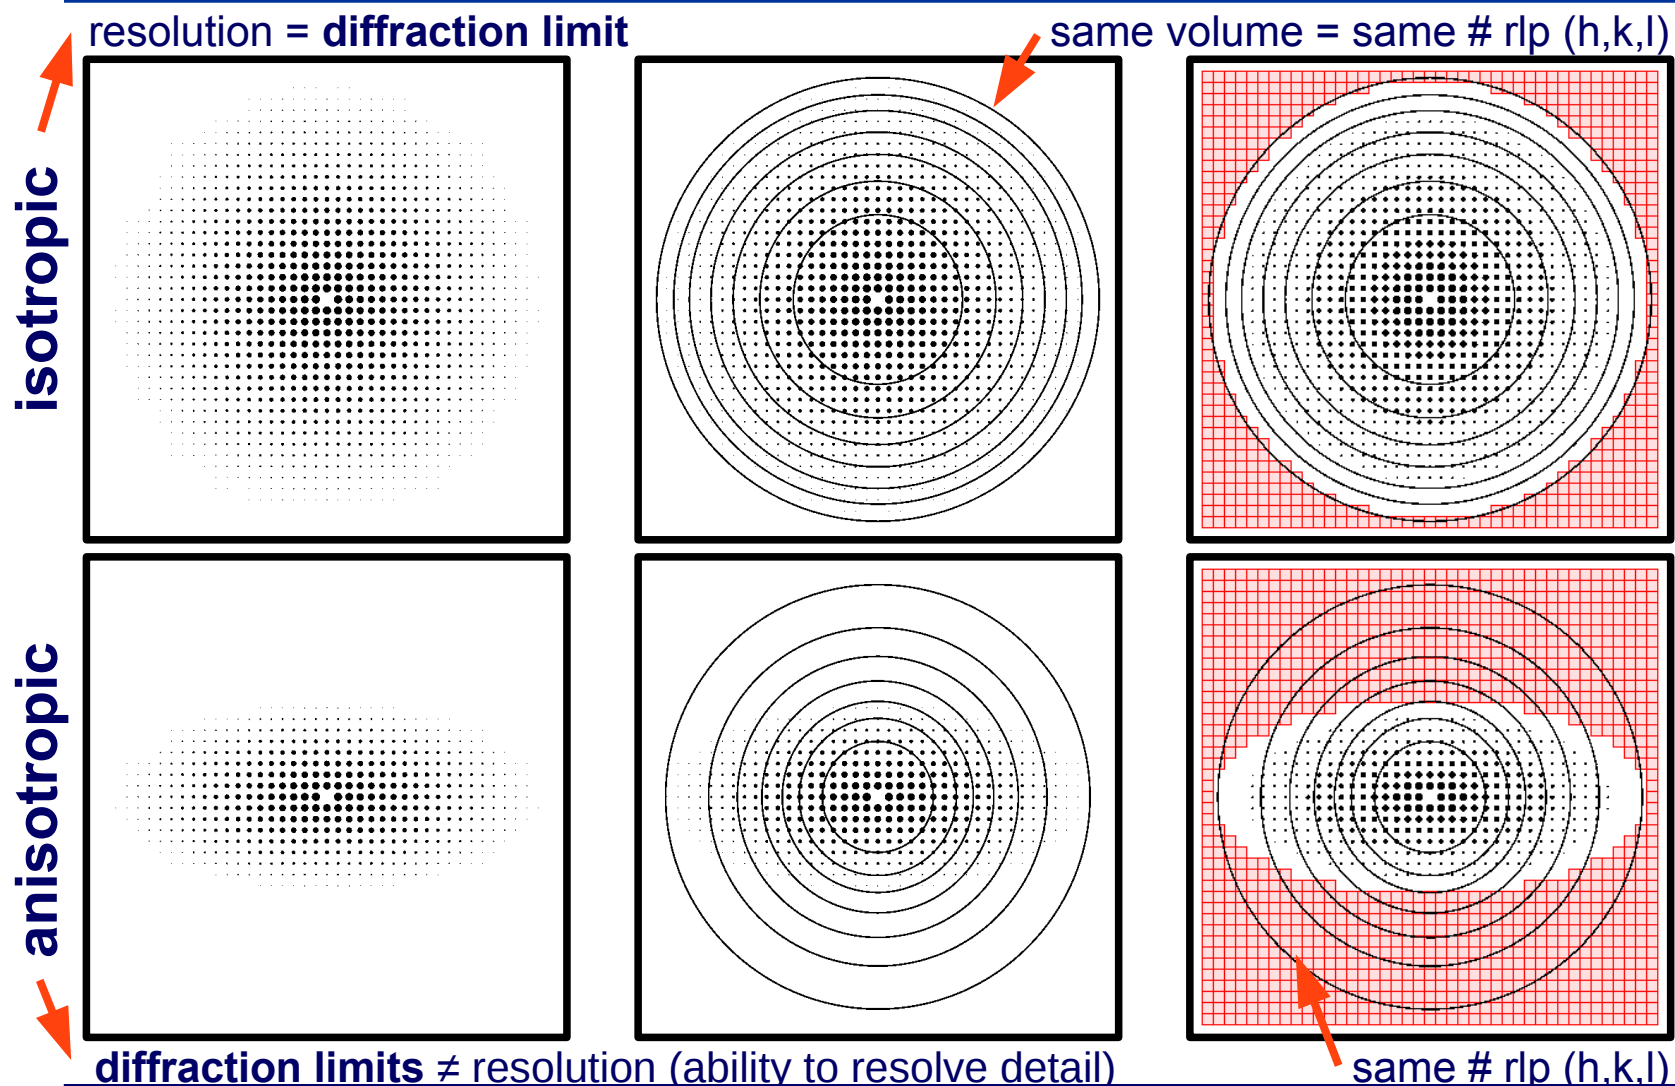 resolution = diffraction limit
same volume = same # rlp (h,k,l)
isotropic
anisotropic
diffraction limits ≠ resolution (ability to resolve detail)
same # rlp (h,k,l)